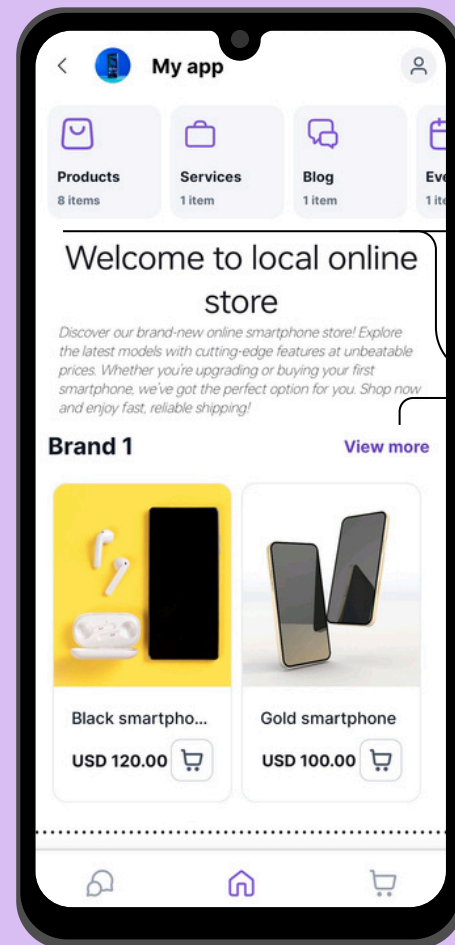 My app
Products
8 items
Services
1 item
Blog
1 item
Eve
1 ite
Welcome to local online
store
Discover our brand-new online smartphone store! Explore
the latest models with cutting-edge features at unbeatable
prices. Whether you're upgrading or buying your first
smartphone, we've got the perfect option for you. Shop now
and enjoy fast, reliable shipping!
Brand 1
View more
Black smartpho...
Gold smartphone
USD 120.00
USD 100.00